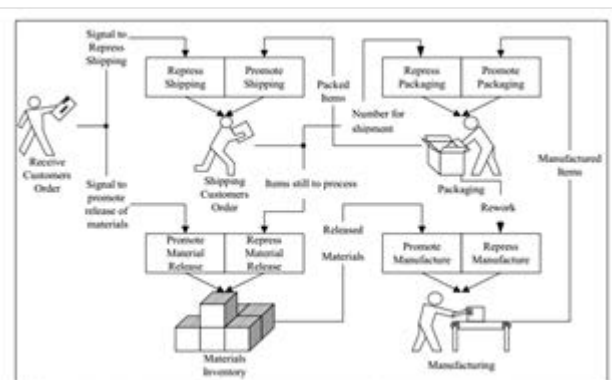 Signal to
Repress
Shipping
Repress
Shipping
Promote
Shipping
Packed
Items
Repress
Packaging
Promote
Packaging
Number for
shipment
Receive
Customers
Order
Shipping
Customers
Order
Packaging
Manufactured
Items
Signal to
promote
release of
materials
Items still to process
Rework
Promote
Material
Release
Repress
Material
Release
Released
Materials
Promote
Manufacture
Repress
Manufacture
Materials
Inventory
Manufacturing